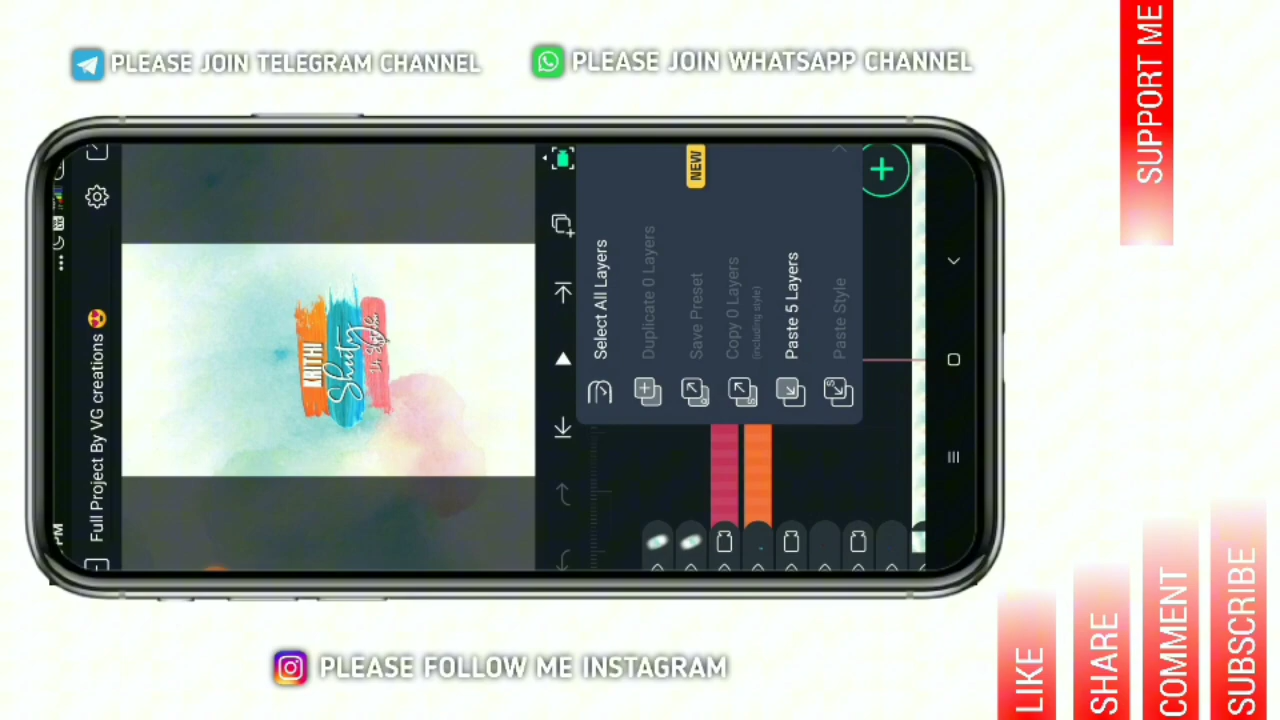 PLEASE JOIN TELEGRAM CHANNEL
PLEASE JOIN WHATSAPP CHANNEL
SUPPORT ME
PM
Full Project By VG creations 😍
KRITHI
Shetty
Select All Layers
Duplicate 0 Layers
Save Preset
NEW
Copy 0 Layers
(including style)
Paste 5 Layers
Paste Style
PLEASE FOLLOW ME INSTAGRAM
LIKE
SHARE
COMMENT
SUBSCRIBE